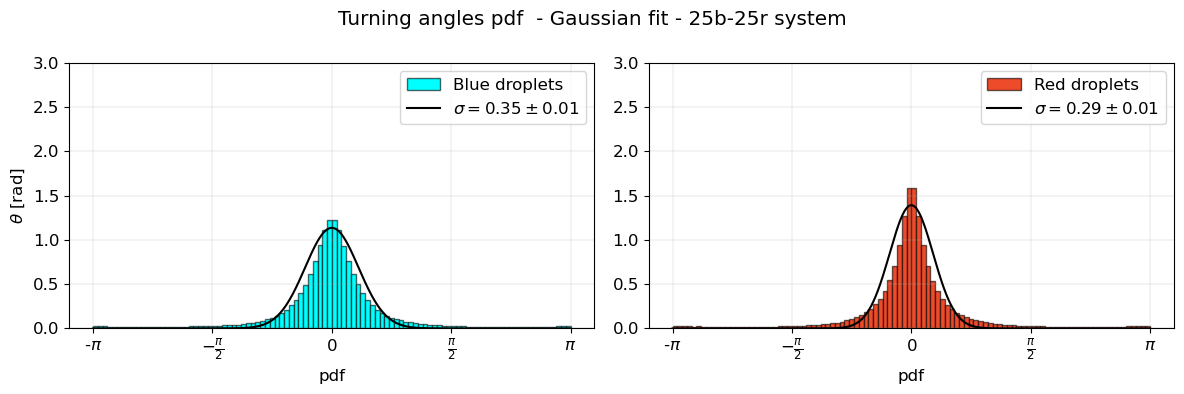 Turning angles pdf  - Gaussian fit - 25b-25r system
3.0
2.5
2.0
1.5
1.0
0.5
0.0
θ [rad]
Blue droplets
σ = 0.35 ± 0.01
-π
−π/2
0
π/2
π
pdf
3.0
2.5
2.0
1.5
1.0
0.5
0.0
Red droplets
σ = 0.29 ± 0.01
-π
−π/2
0
π/2
π
pdf